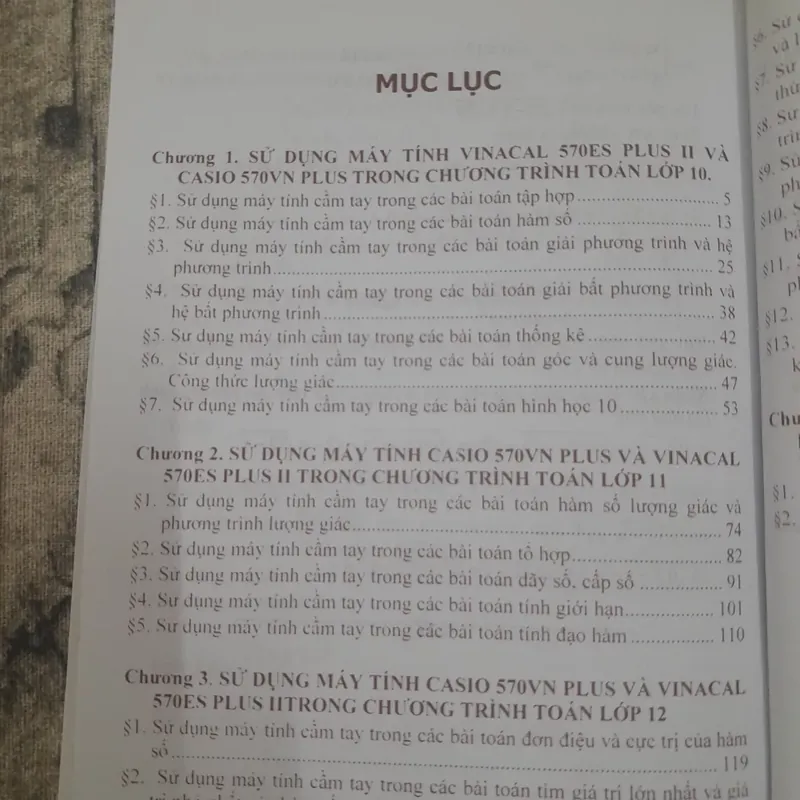 MỤC LỤC
Chương 1. SỬ DỤNG MÁY TÍNH VINACAL 570ES PLUS II VÀ
CASIO 570VN PLUS TRONG CHƯƠNG TRÌNH TOÁN LỚP 10.
§1. Sử dụng máy tính cầm tay trong các bài toán tập hợp................................ 5
§2. Sử dụng máy tính cầm tay trong các bài toán hàm số ................................ 13
§3. Sử dụng máy tính cầm tay trong các bài toán giải phương trình và hệ
phương trình................................ 25
§4. Sử dụng máy tính cầm tay trong các bài toán giải bất phương trình và
hệ bất phương trình................................ 38
§5. Sử dụng máy tính cầm tay trong các bài toán thống kê ................................ 42
§6. Sử dụng máy tính cầm tay trong các bài toán góc và cung lượng giác.
Công thức lượng giác................................ 47
§7. Sử dụng máy tính cầm tay trong các bài toán hình học 10................................ 53
Chương 2. SỬ DỤNG MÁY TÍNH CASIO 570VN PLUS VÀ VINACAL
570ES PLUS II TRONG CHƯƠNG TRÌNH TOÁN LỚP 11
§1. Sử dụng máy tính cầm tay trong các bài toán hàm số lượng giác và
phương trình lượng giác................................ 74
§2. Sử dụng máy tính cầm tay trong các bài toán tổ hợp................................ 82
§3. Sử dụng máy tính cầm tay trong các bài toán dãy số. cấp số ................................ 91
§4. Sử dụng máy tính cầm tay trong các bài toán tính giới hạn................................ 101
§5. Sử dụng máy tính cầm tay trong các bài toán tính đạo hàm ................................ 110
Chương 3. SỬ DỤNG MÁY TÍNH CASIO 570VN PLUS VÀ VINACAL
570ES PLUS IITRONG CHƯƠNG TRÌNH TOÁN LỚP 12
§1. Sử dụng máy tính cầm tay trong các bài toán đơn điệu và cực trị của hàm
số................................ 119
§2. Sử dụng máy tính cầm tay trong các bài toán tìm giá trị lớn nhất và giá
§6. Sử
và
§7. Sử
§8. Sử
§9. Sử
§10.
§11.
§12.
§13.
§1.
§2.